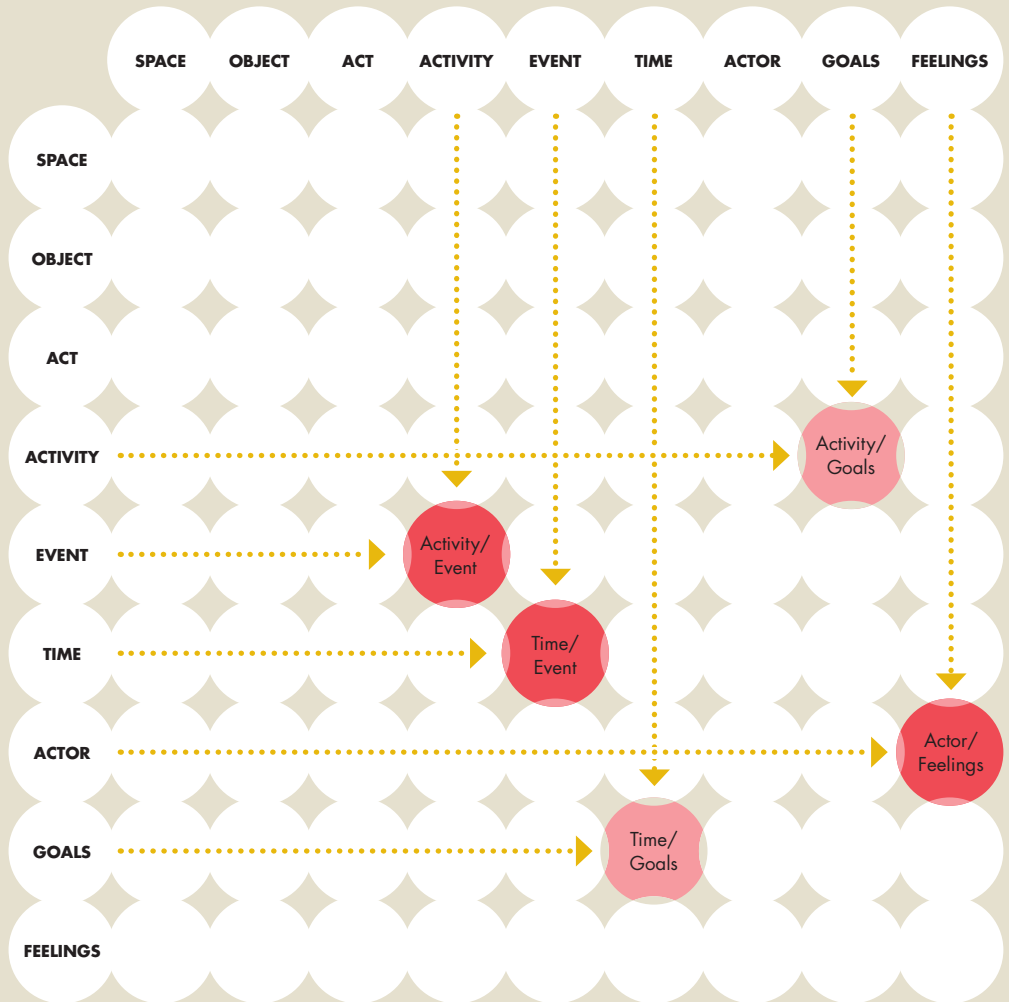 SPACE OBJECT ACT ACTIVITY EVENT TIME ACTOR GOALS FEELINGS
SPACE
OBJECT
ACT
ACTIVITY
Activity/
Goals
EVENT
Activity/
Event
TIME
Time/
Event
ACTOR
Actor/
Feelings
GOALS
Time/
Goals
FEELINGS